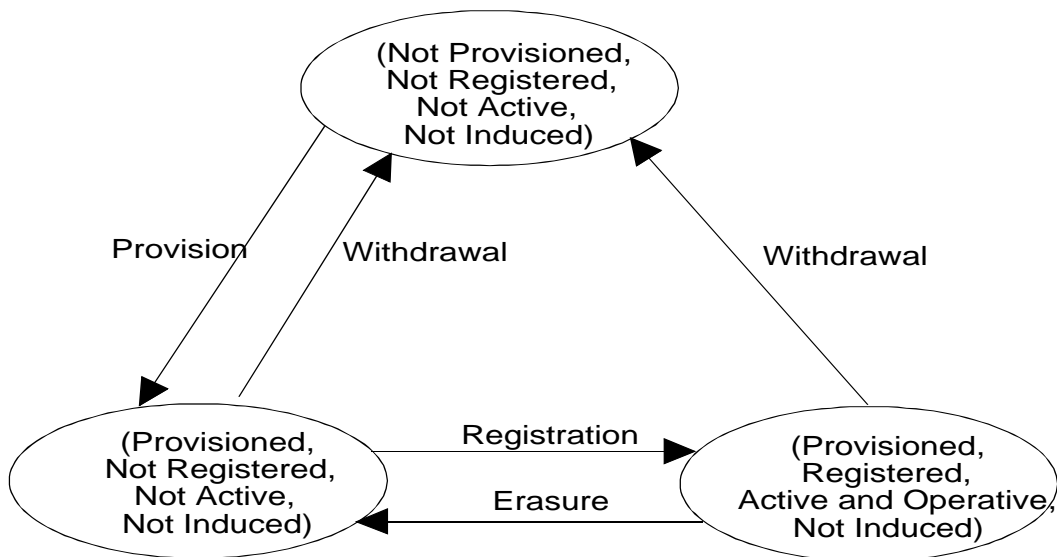 (Not Provisioned,
Not Registered,
Not Active,
Not Induced)
Provision
Withdrawal
Withdrawal
(Provisioned,
Not Registered,
Not Active,
Not Induced)
Registration
Erasure
(Provisioned,
Registered,
Active and Operative,
Not Induced)